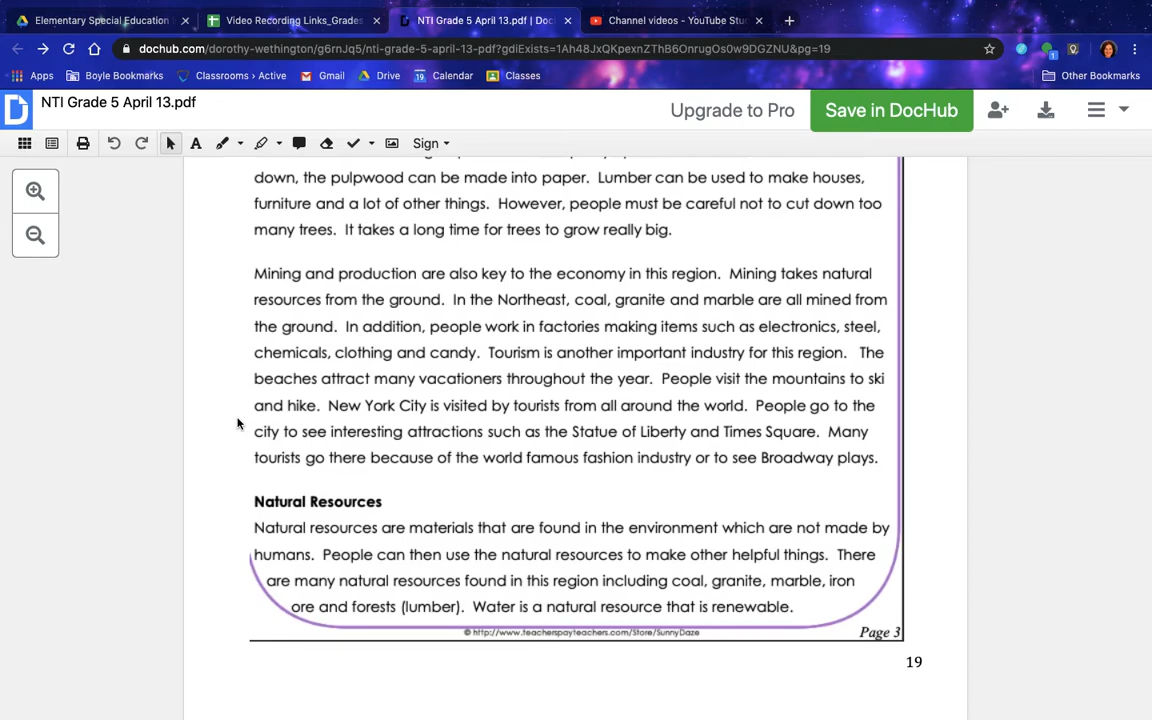 Elementary Special Education
Video Recording Links_Grades
NTI Grade 5 April 13.pdf | Doc
Channel videos - YouTube Stu
dochub.com/dorothy-wethington/g6rnJq5/nti-grade-5-april-13-pdf?gdiExists=1Ah48JxQKpexnZThB6OnrugOs0w9DGZNU&pg=19
Apps Boyle Bookmarks Classrooms > Active Gmail Drive 19 Calendar Classes Other Bookmarks
NTI Grade 5 April 13.pdf
Upgrade to Pro Save in DocHub
Sign
down, the pulpwood can be made into paper. Lumber can be used to make houses,
furniture and a lot of other things. However, people must be careful not to cut down too
many trees. It takes a long time for trees to grow really big.
Mining and production are also key to the economy in this region. Mining takes natural
resources from the ground. In the Northeast, coal, granite and marble are all mined from
the ground. In addition, people work in factories making items such as electronics, steel,
chemicals, clothing and candy. Tourism is another important industry for this region. The
beaches attract many vacationers throughout the year. People visit the mountains to ski
and hike. New York City is visited by tourists from all around the world. People go to the
city to see interesting attractions such as the Statue of Liberty and Times Square. Many
tourists go there because of the world famous fashion industry or to see Broadway plays.
Natural Resources
Natural resources are materials that are found in the environment which are not made by
humans. People can then use the natural resources to make other helpful things. There
are many natural resources found in this region including coal, granite, marble, iron
ore and forests (lumber). Water is a natural resource that is renewable.
© http://www.teacherspayteachers.com/Store/SunnyDaze
Page 3
19